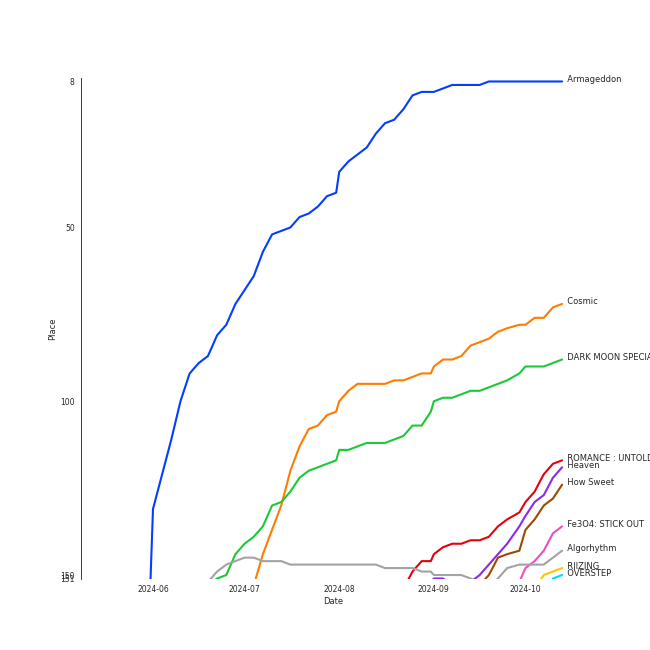 8
Armageddon
50
Cosmic
DARK MOON SPECIA
100
ROMANCE : UNTOLD
Heaven
How Sweet
Fe3O4: STICK OUT
Algorhythm
RIIZING
OVERSTEP
150
151
Place
2024-06
2024-07
2024-08
2024-09
2024-10
Date